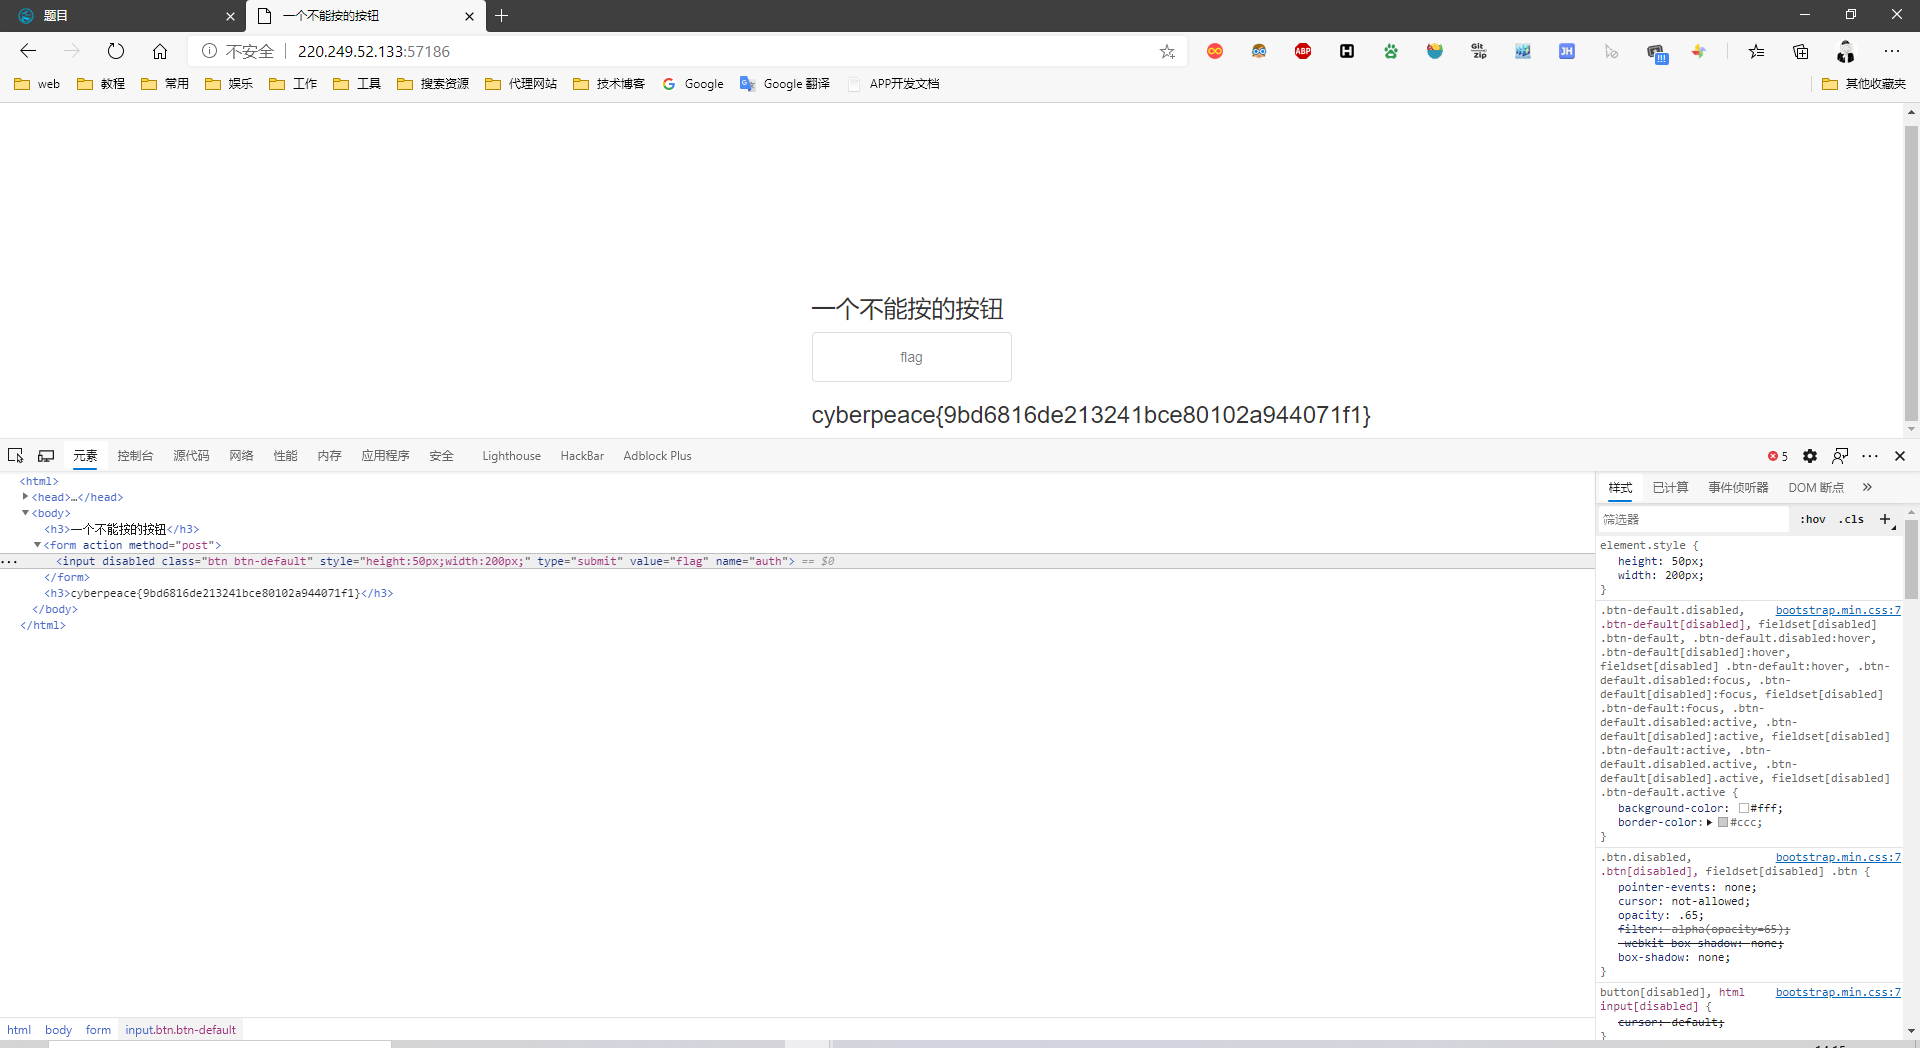 题目
一个不能按的按钮
不安全 220.249.52.133:57186
web 教程 常用 娱乐 工作 工具 搜索资源 代理网站 技术博客 Google Google 翻译 APP开发文档 其他收藏夹
一个不能按的按钮
flag
cyberpeace{9bd6816de213241bce80102a944071f1}
元素 控制台 源代码 网络 性能 内存 应用程序 安全 Lighthouse HackBar Adblock Plus 5
<html>
<head>…</head>
<body>
<h3>一个不能按的按钮</h3>
<form action method="post">
<input disabled class="btn btn-default" style="height:50px;width:200px;" type="submit" value="flag" name="auth"> == $0
</form>
<h3>cyberpeace{9bd6816de213241bce80102a944071f1}</h3>
</body>
</html>
样式 已计算 事件侦听器 DOM 断点
筛选器 :hov .cls
element.style {
height: 50px;
width: 200px;
}
.btn-default.disabled, bootstrap.min.css:7
.btn-default[disabled], fieldset[disabled]
.btn-default, .btn-default.disabled:hover,
.btn-default[disabled]:hover,
fieldset[disabled] .btn-default:hover, .btn-
default.disabled:focus, .btn-
default[disabled]:focus, fieldset[disabled]
.btn-default:focus, .btn-
default.disabled:active, .btn-
default[disabled]:active, fieldset[disabled]
.btn-default:active, .btn-
default.disabled.active, .btn-
default[disabled].active, fieldset[disabled]
.btn-default.active {
background-color: #fff;
border-color: #ccc;
}
.btn.disabled, bootstrap.min.css:7
.btn[disabled], fieldset[disabled] .btn {
pointer-events: none;
cursor: not-allowed;
opacity: .65;
filter: alpha(opacity=65);
-webkit-box-shadow: none;
box-shadow: none;
}
button[disabled], html bootstrap.min.css:7
input[disabled] {
cursor: default;
}
html body form input.btn.btn-default